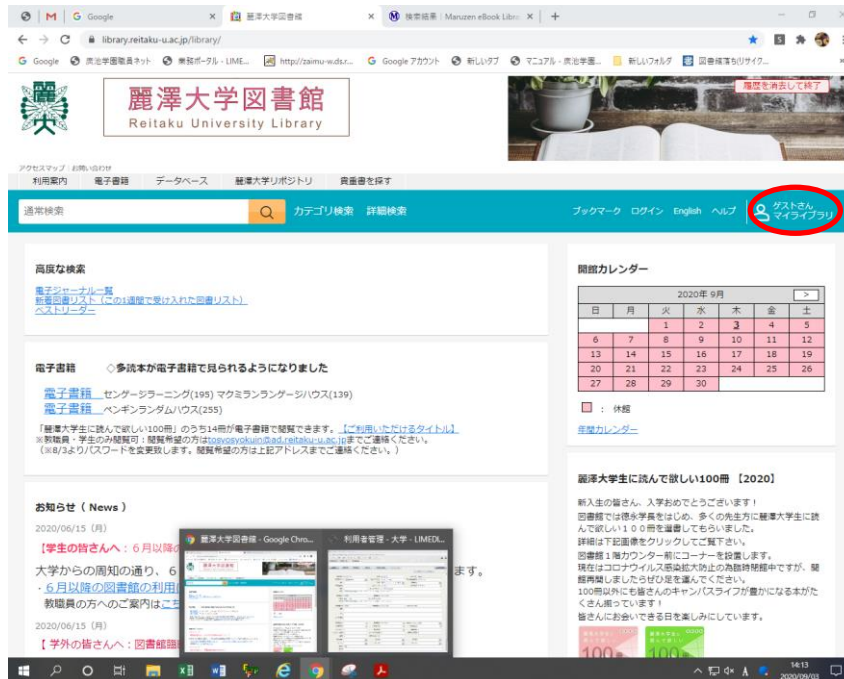 Google
麗澤大学図書館
検索結果 | Maruzen eBook Libra
library.reitaku-u.ac.jp/library/
Google
廣池学園職員ネット
業務ポータル - LIME...
http://zaimu-w.ds.r...
Google アカウント
新しいタブ
マニュアル - 廣池学園...
新しいフォルダ
麗澤
大
麗澤大学図書館
Reitaku University Library
履歴を消去して終了
アクセスマップ | お問い合わせ
利用案内 電子書籍 データベース 麗澤大学リポジトリ 貴重書を探す
通常検索
カテゴリ検索 詳細検索
ブックマーク ログイン English ヘルプ
ゲストさん
マイライブラリ
高度な検索
電子ジャーナル一覧
新着図書リスト（この1週間で受け入れた図書リスト）
ベストリーダー
電子書籍 ◇多読本が電子書籍で見られるようになりました
電子書籍 センゲージラーニング(195) マクミランランゲージハウス(139)
電子書籍 ペンギンランダムハウス(255)
「麗澤大学生に読んで欲しい100冊」のうち14冊が電子書籍で閲覧できます。【ご利用いただけるタイトル】
※教職員・学生のみ閲覧可：閲覧希望の方はtosyosyokuin@ad.reitaku-u.ac.jpまでご連絡ください。
（※8/3よりパスワードを変更致します。閲覧希望の方は上記アドレスまでご連絡ください。）
お知らせ（ News ）
2020/06/15（月）
【学生の皆さんへ：６月以降の
大学からの周知の通り、６
ます。
・６月以降の図書館の利用
教職員の方へのご案内はこち
2020/06/15（月）
【 学外の皆さんへ：図書館臨
麗澤大学図書館 - Google Chro...
利用者管理 - 大学 - LIMEDI...
開館カレンダー
2020年 9月 >
日 月 火 水 木 金 土
1 2 3 4 5
6 7 8 9 10 11 12
13 14 15 16 17 18 19
20 21 22 23 24 25 26
27 28 29 30
： 休館
年間カレンダー
麗澤大学生に読んで欲しい100冊 【2020】
新入生の皆さん、入学おめでとうございます！
図書館では徳永学長をはじめ、多くの先生方に麗澤大学生に読
んで欲しい１００冊を選書してもらいました。
詳細は下記画像をクリックしてご覧下さい。
図書館１階カウンター前にコーナーを設置します。
現在はコロナウイルス感染拡大防止の為臨時閉館中ですが、開
館再開しましたらぜひ足を運んでください。
100冊以外にも皆さんのキャンパスライフが豊かになる本がた
くさん揃っています！
皆さんにお会いできる日を楽しみにしています。
100
100
14:13
2020/09/03